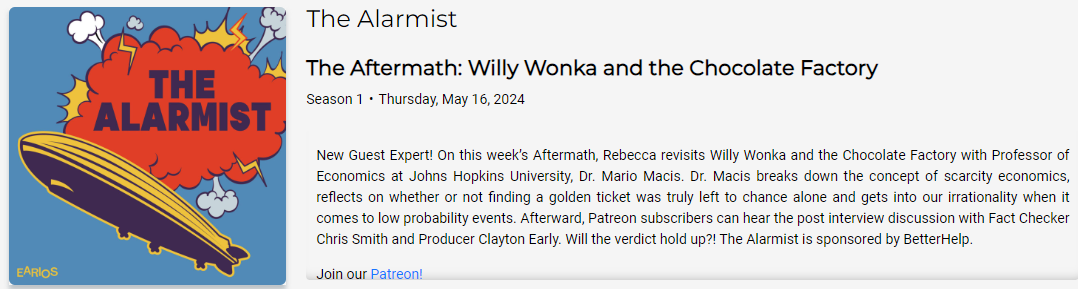 THE
ALARMIST
EARIOS
The Alarmist
The Aftermath: Willy Wonka and the Chocolate Factory
Season 1 • Thursday, May 16, 2024
New Guest Expert! On this week's Aftermath, Rebecca revisits Willy Wonka and the Chocolate Factory with Professor of
Economics at Johns Hopkins University, Dr. Mario Macis. Dr. Macis breaks down the concept of scarcity economics,
reflects on whether or not finding a golden ticket was truly left to chance alone and gets into our irrationality when it
comes to low probability events. Afterward, Patreon subscribers can hear the post interview discussion with Fact Checker
Chris Smith and Producer Clayton Early. Will the verdict hold up?! The Alarmist is sponsored by BetterHelp.
Join our Patreon!